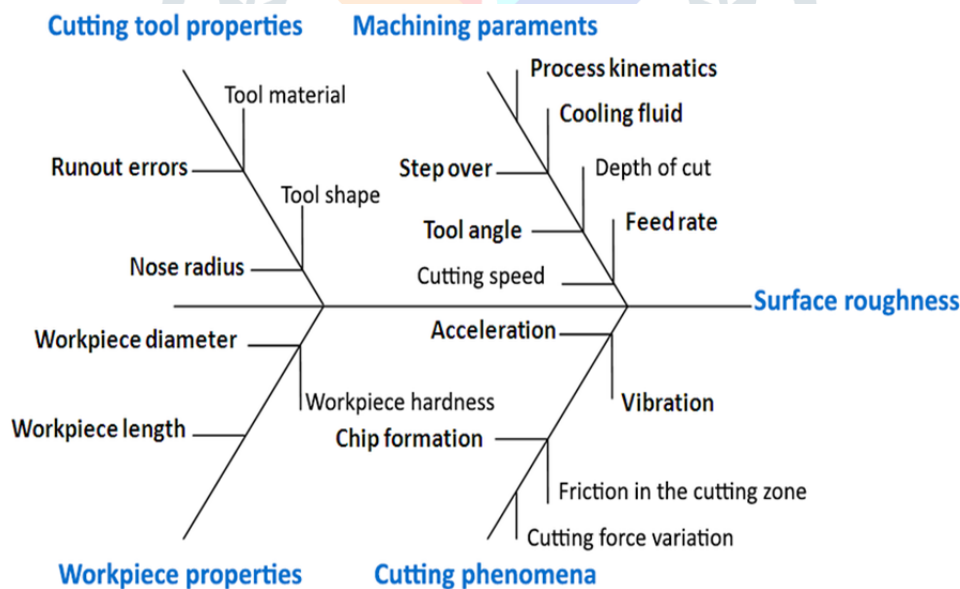 Cutting tool properties
Machining paraments
Process kinematics
Tool material
Cooling fluid
Runout errors
Step over
Depth of cut
Tool shape
Feed rate
Tool angle
Nose radius
Cutting speed
Surface roughness
Acceleration
Workpiece diameter
Workpiece hardness
Vibration
Workpiece length
Chip formation
Friction in the cutting zone
Cutting force variation
Workpiece properties
Cutting phenomena